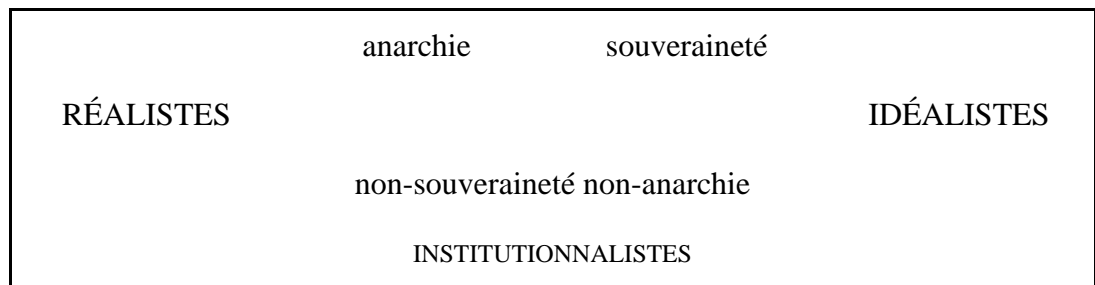 anarchie souveraineté
RÉALISTES IDÉALISTES
non-souveraineté non-anarchie
INSTITUTIONNALISTES